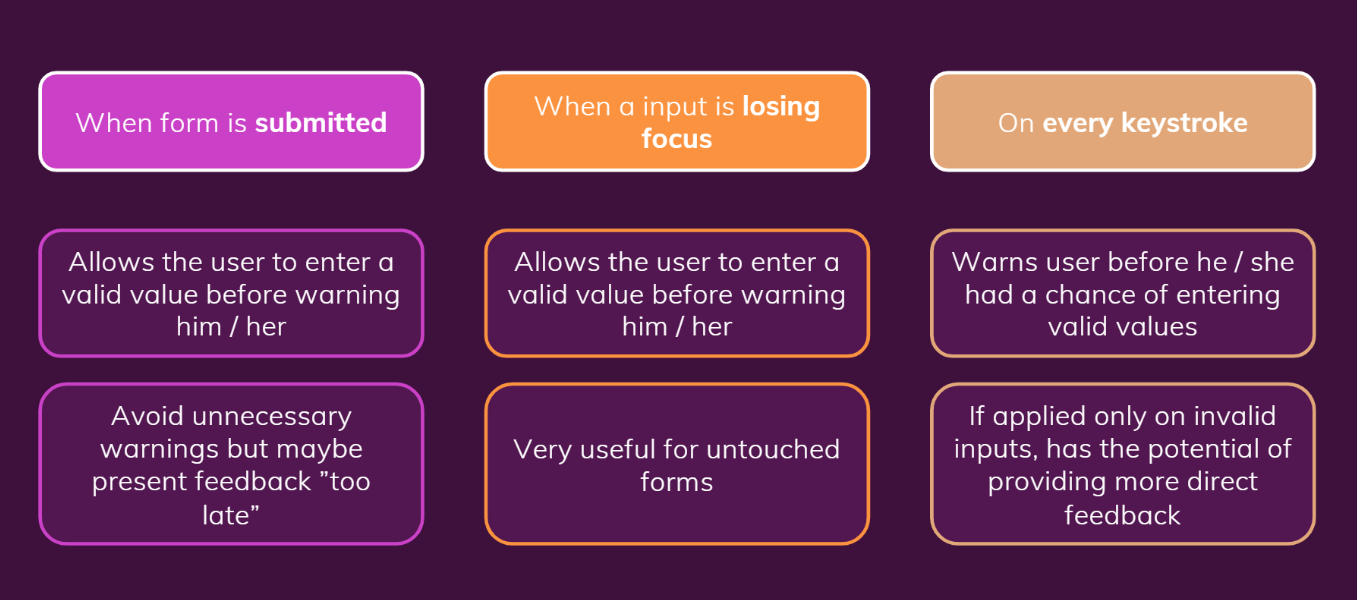 When form is submitted
When a input is losing
focus
On every keystroke
Allows the user to enter a
valid value before warning
him / her
Allows the user to enter a
valid value before warning
him / her
Warns user before he / she
had a chance of entering
valid values
Avoid unnecessary
warnings but maybe
present feedback ”too
late”
Very useful for untouched
forms
If applied only on invalid
inputs, has the potential of
providing more direct
feedback